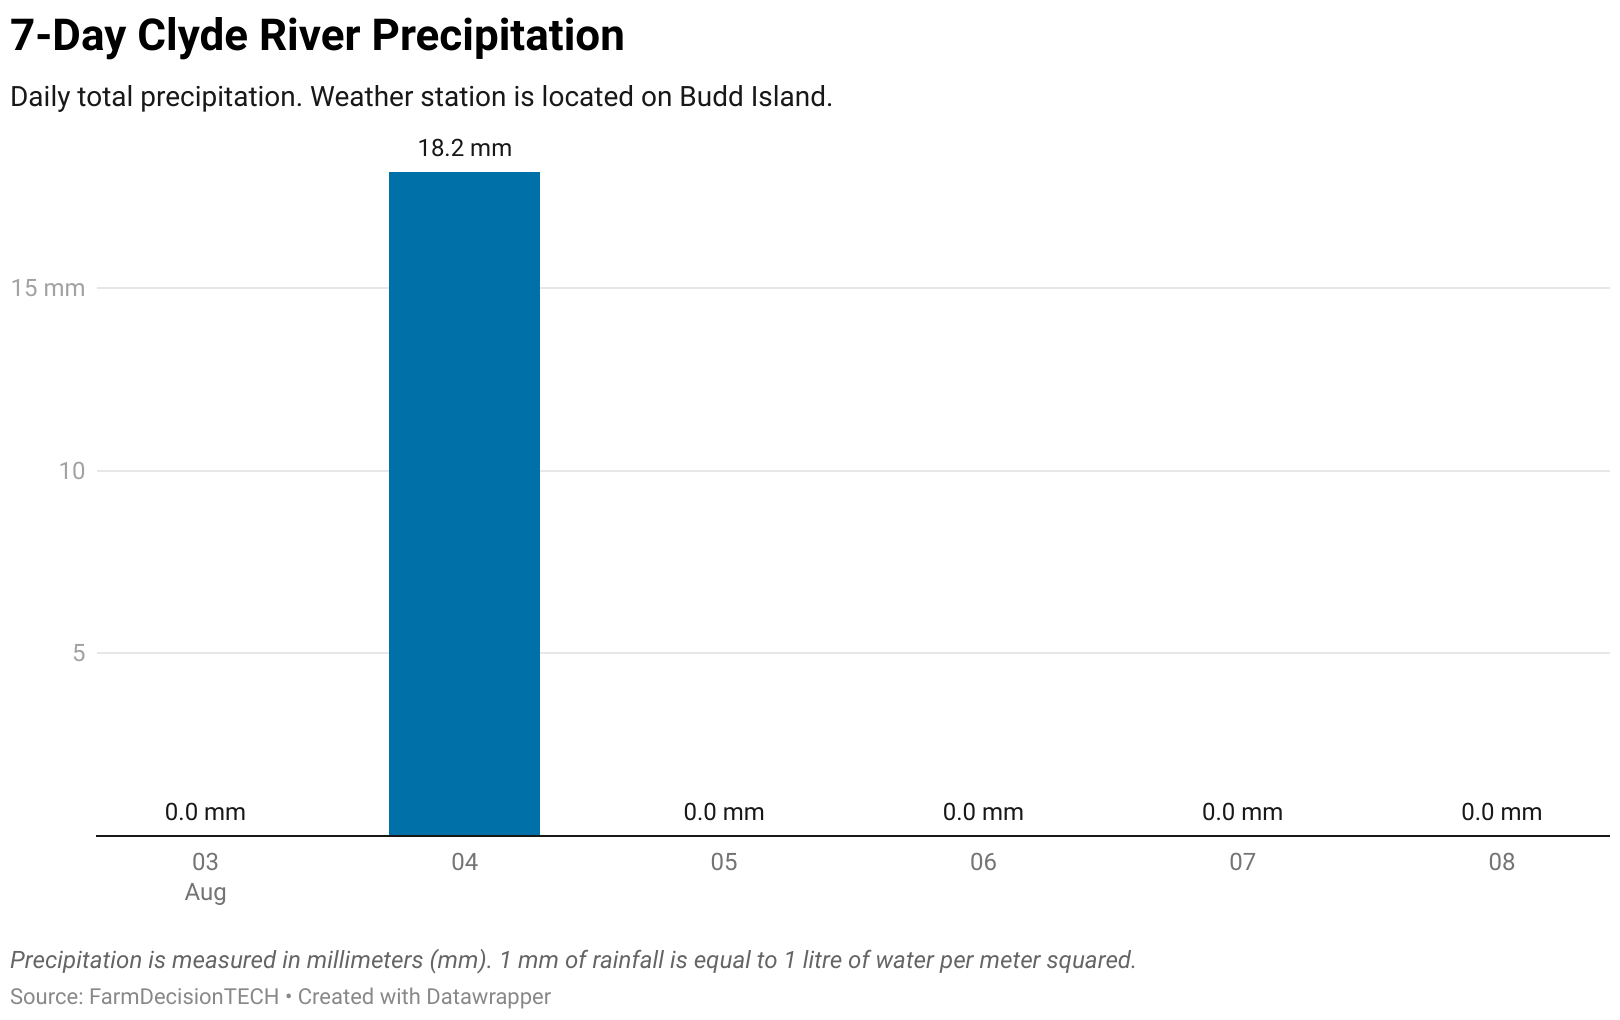 7-Day Clyde River Precipitation
Daily total precipitation. Weather station is located on Budd Island.
18.2 mm
15 mm
10
5
0.0 mm 0.0 mm 0.0 mm 0.0 mm 0.0 mm
03 04 05 06 07 08
Aug
Precipitation is measured in millimeters (mm). 1 mm of rainfall is equal to 1 litre of water per meter squared.
Source: FarmDecisionTECH • Created with Datawrapper